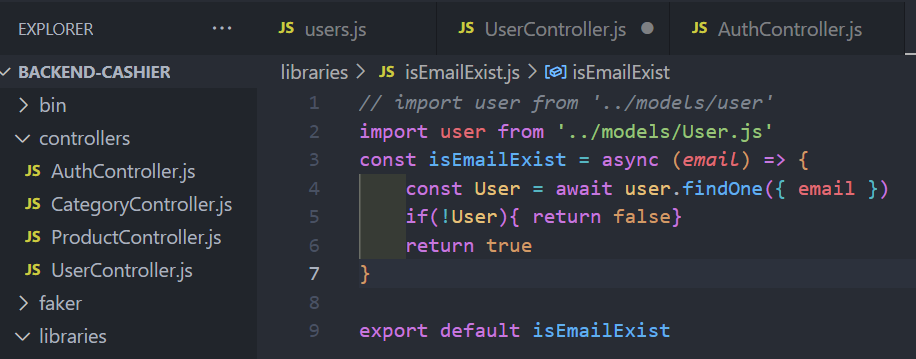 EXPLORER ...
JS users.js
JS UserController.js
JS AuthController.js
BACKEND-CASHIER
bin
controllers
JS AuthController.js
JS CategoryController.js
JS ProductController.js
JS UserController.js
faker
libraries
libraries > JS isEmailExist.js > isEmailExist
1 // import user from '../models/user'
2 import user from '../models/User.js'
3 const isEmailExist = async (email) => {
4 const User = await user.findOne({ email })
5 if(!User){ return false}
6 return true
7 }
8
9 export default isEmailExist